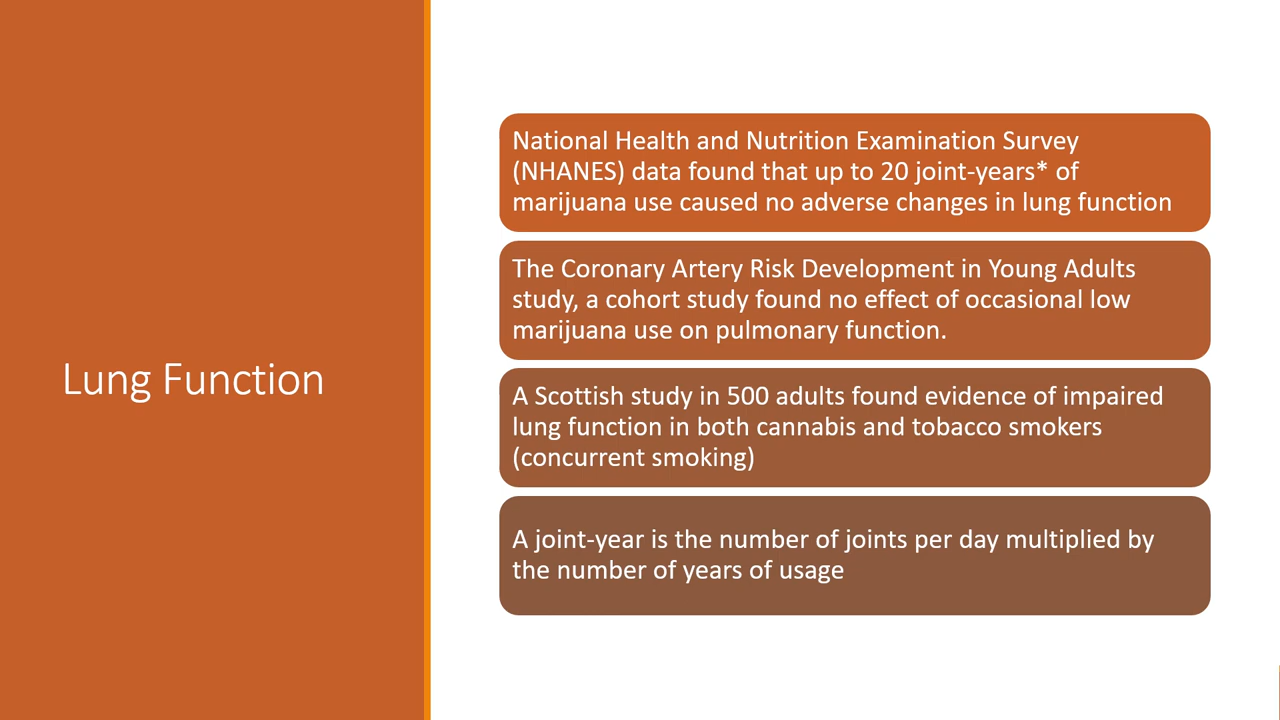 Lung Function
National Health and Nutrition Examination Survey
(NHANES) data found that up to 20 joint-years* of
marijuana use caused no adverse changes in lung function
The Coronary Artery Risk Development in Young Adults
study, a cohort study found no effect of occasional low
marijuana use on pulmonary function.
A Scottish study in 500 adults found evidence of impaired
lung function in both cannabis and tobacco smokers
(concurrent smoking)
A joint-year is the number of joints per day multiplied by
the number of years of usage